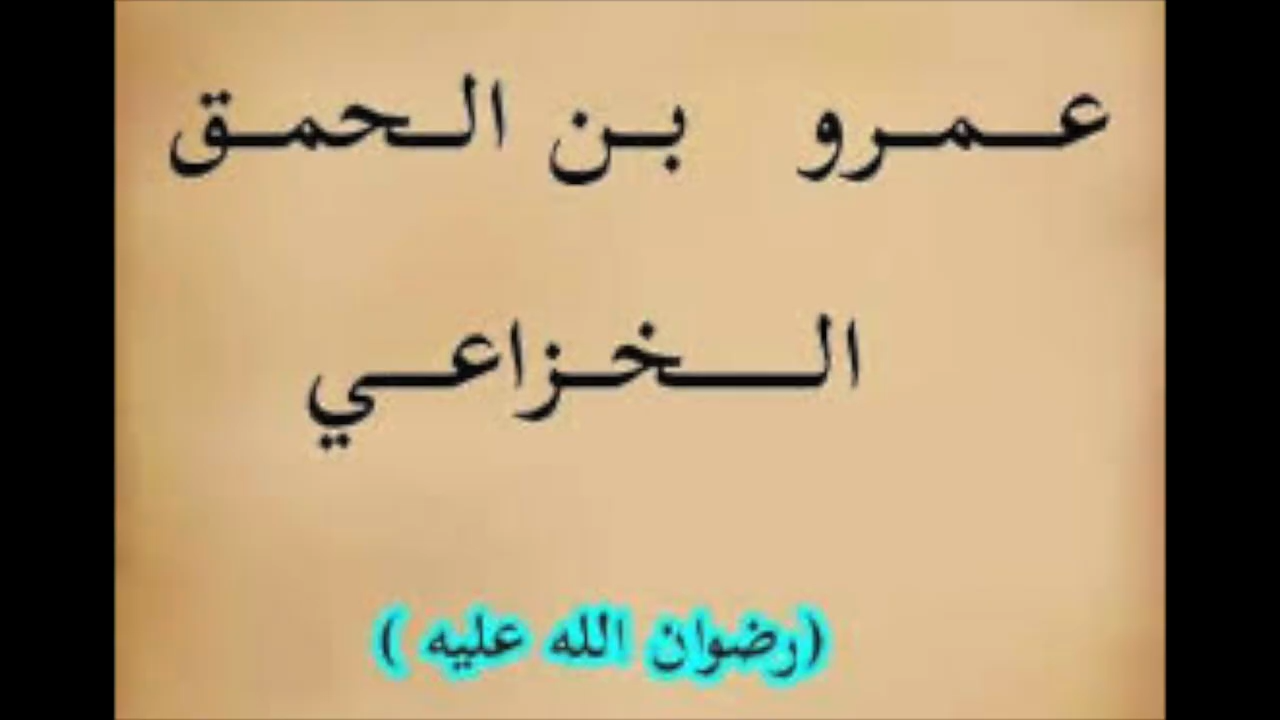 عمرو بن الحمق
الخزاعي
(رضوان الله عليه )